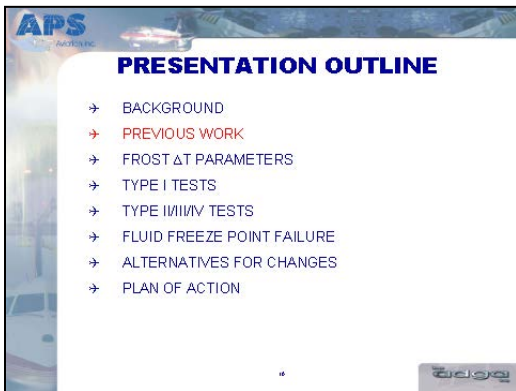 APS
Aviation Inc.
PRESENTATION OUTLINE
BACKGROUND
PREVIOUS WORK
FROST ΔT PARAMETERS
TYPE I TESTS
TYPE II/III/IV TESTS
FLUID FREEZE POINT FAILURE
ALTERNATIVES FOR CHANGES
PLAN OF ACTION